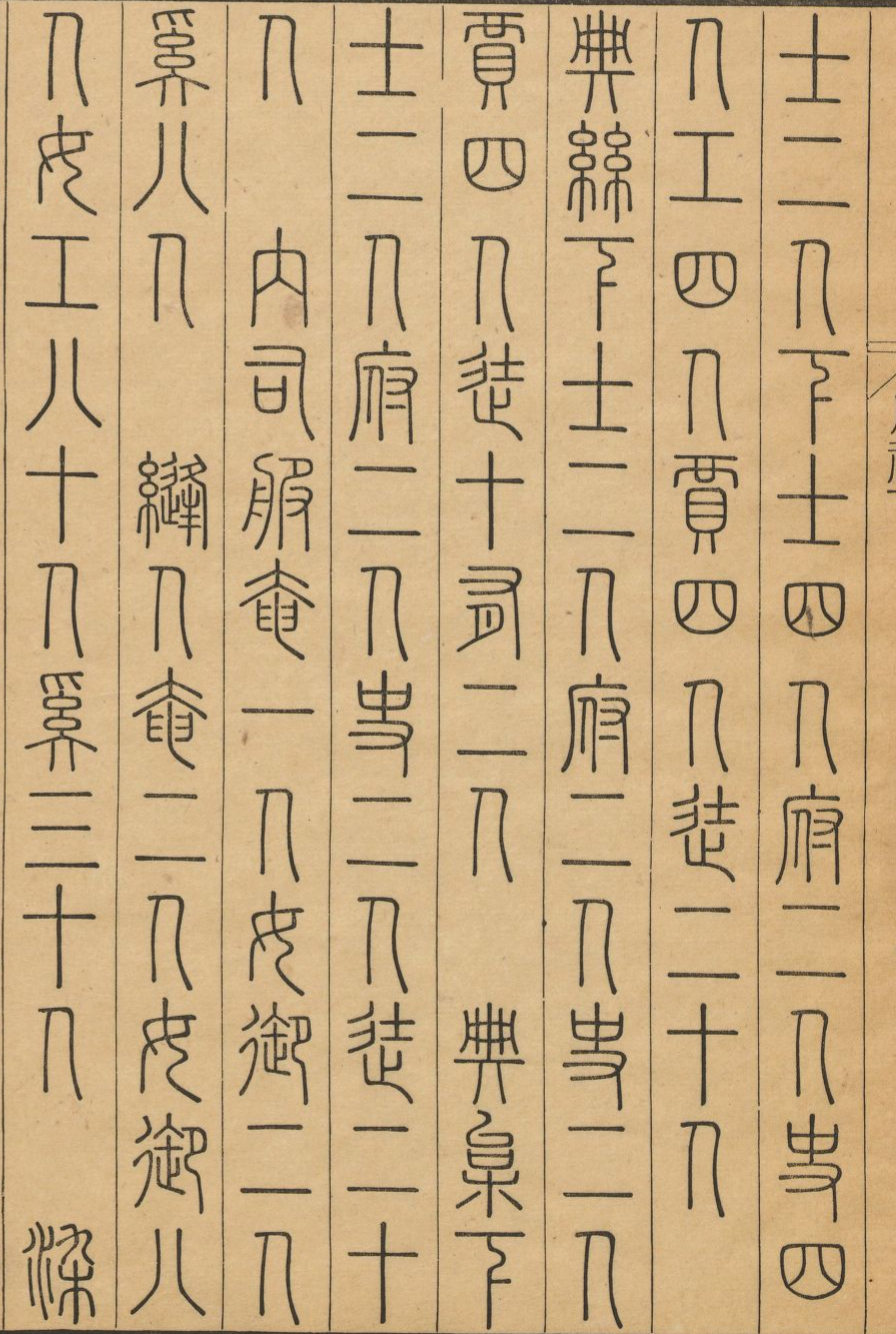 士二人下士四人府二人史四
人工四人賈四人徒二十人
典絲下士二人府二人史二人
賈四人徒十有二人　典枲下
士二人府二人史二人徒二十
人　內司服奄一人女御二人
奚八人　縫人奄二人女御八
人女工八十人奚三十人　染